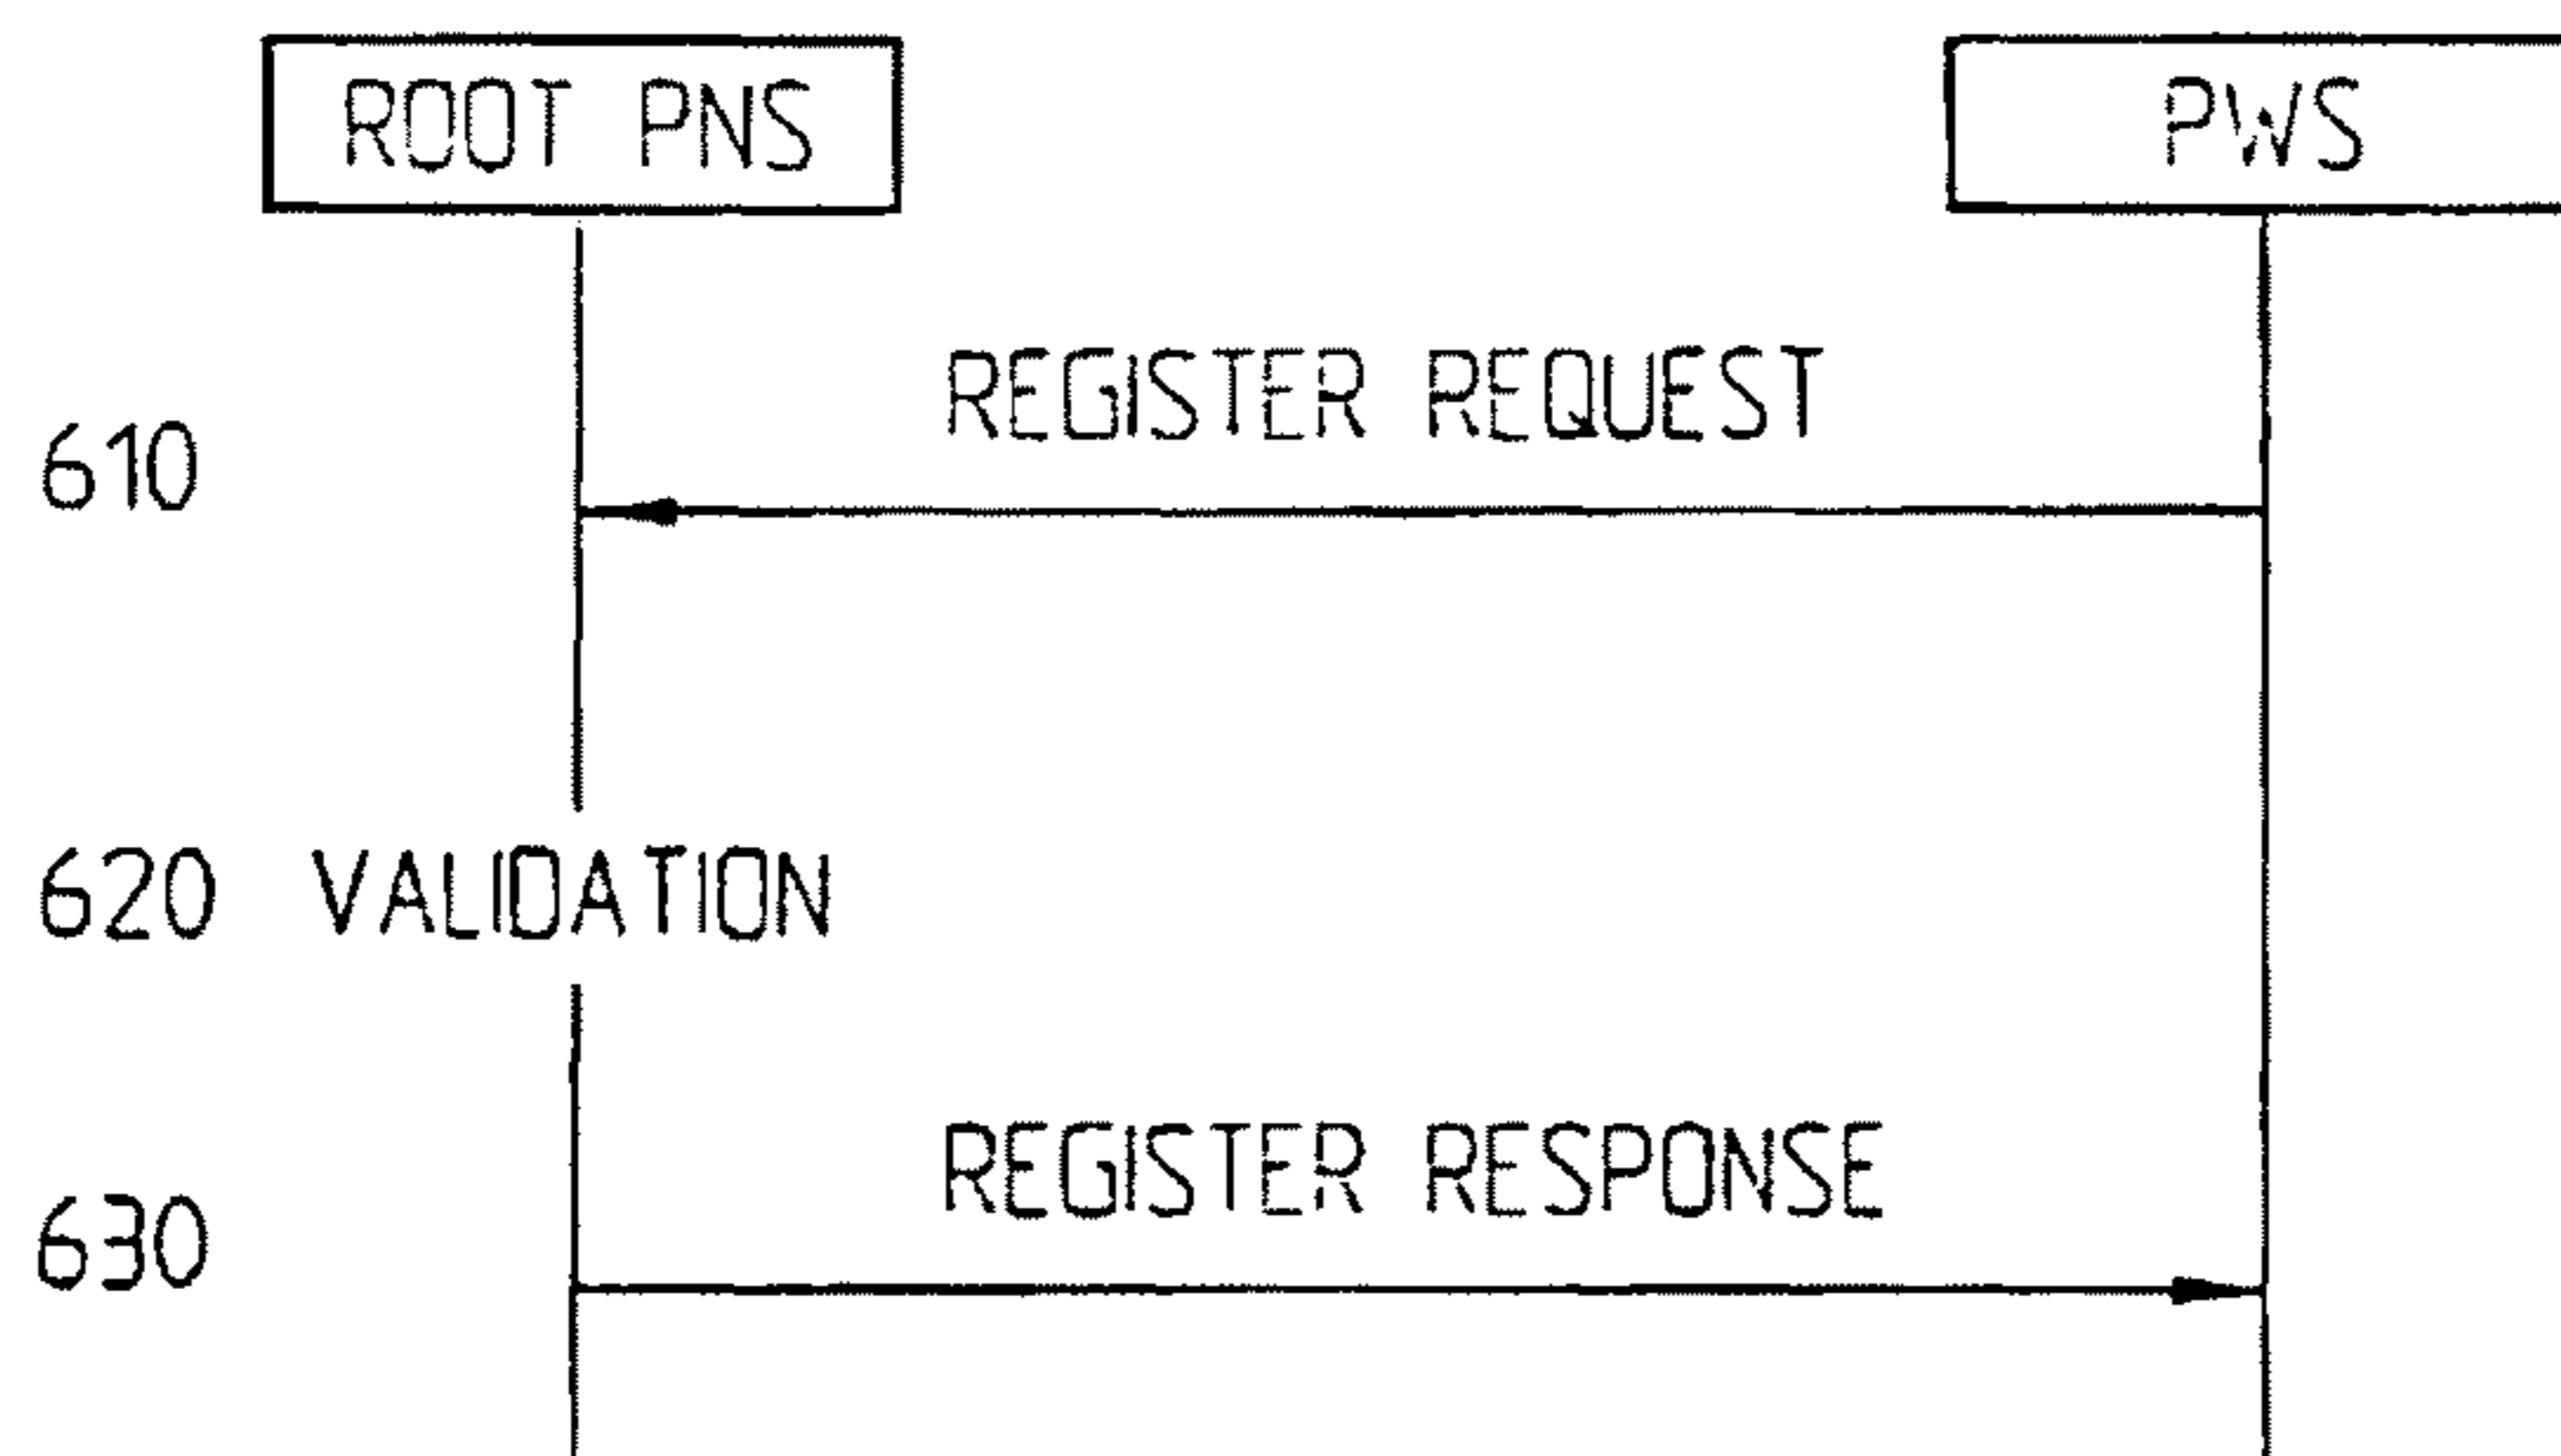 ROOT PNS
PWS
REGISTER REQUEST
610
620 VALIDATION
REGISTER RESPONSE
630